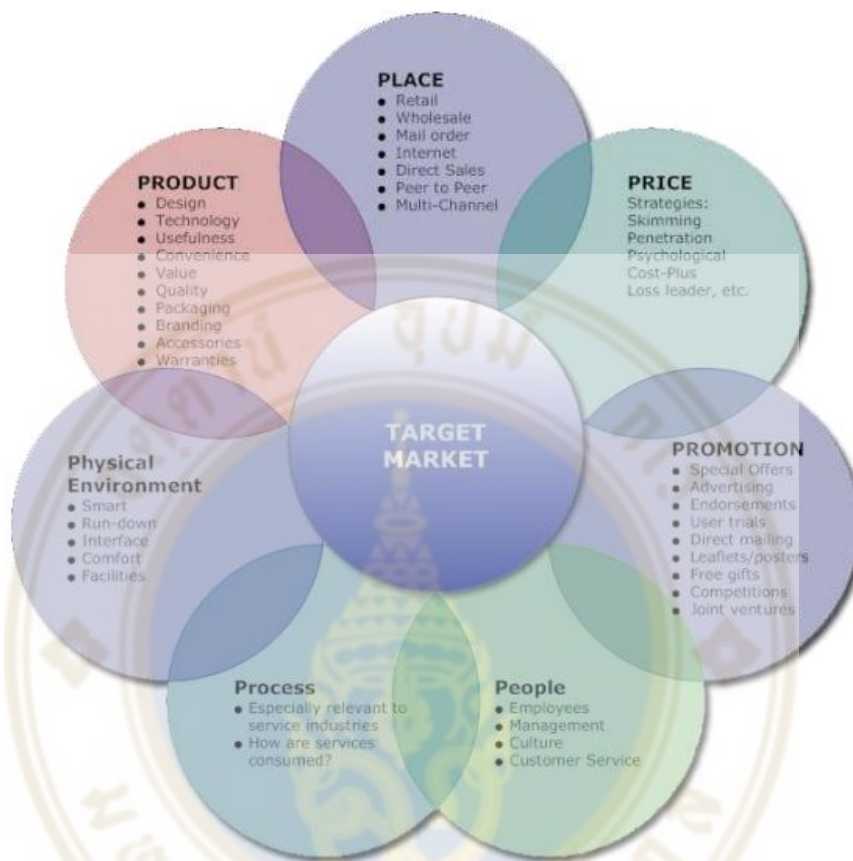 PLACE
● Retail
● Wholesale
● Mail order
● Internet
● Direct Sales
● Peer to Peer
● Multi-Channel
PRODUCT
● Design
● Technology
● Usefulness
● Convenience
● Value
● Quality
● Packaging
● Branding
● Accessories
● Warranties
PRICE
Strategies:
Skimming
Penetration
Psychological
Cost-Plus
Loss leader, etc.
TARGET
MARKET
Physical
Environment
● Smart
● Run-down
● Interface
● Comfort
● Facilities
PROMOTION
● Special Offers
● Advertising
● Endorsements
● User trials
● Direct mailing
● Leaflets/posters
● Free gifts
● Competitions
● Joint ventures
Process
● Especially relevant to
service industries
● How are services
consumed?
People
● Employees
● Management
● Culture
● Customer Service